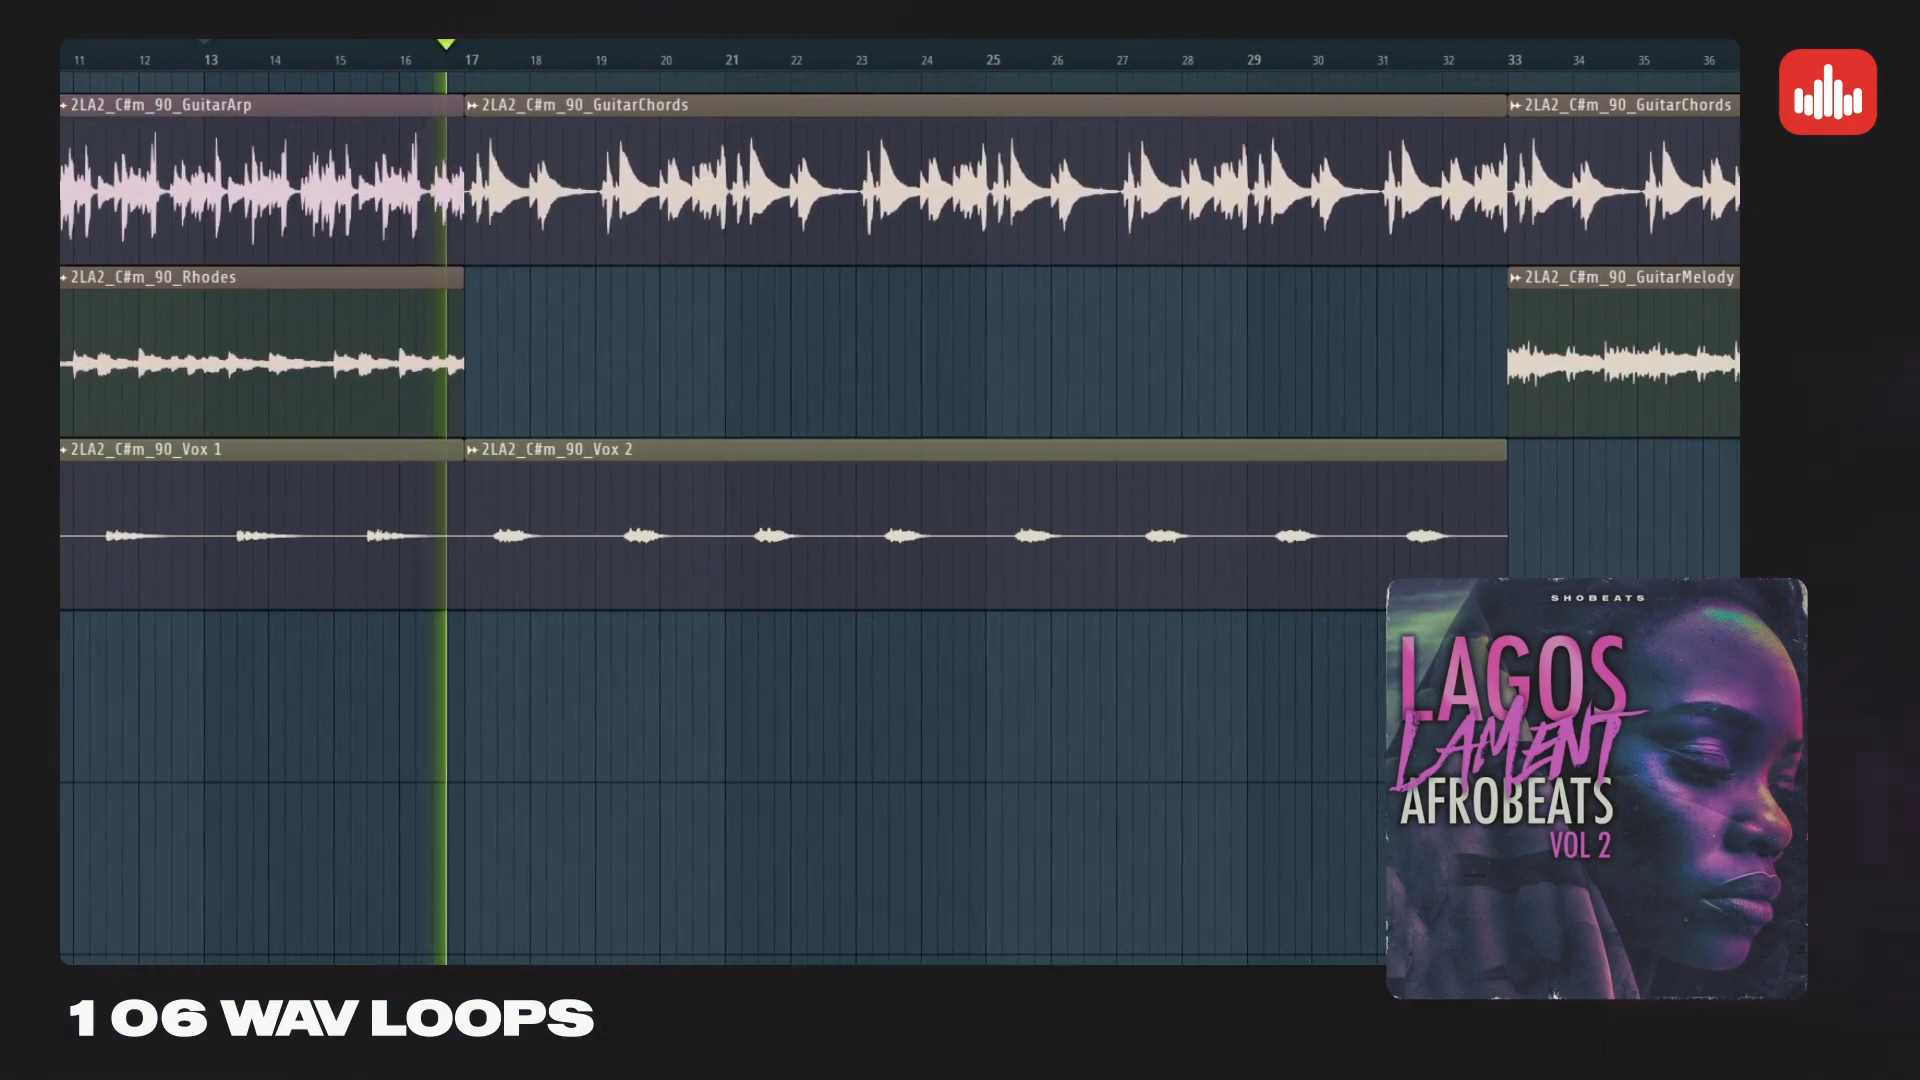 11 12 13 14 15 16 17 18 19 20 21 22 23 24 25 26 27 28 29 30 31 32 33 34 35 36
2LA2_C#m_90_GuitarArp 2LA2_C#m_90_GuitarChords 2LA2_C#m_90_GuitarChords
2LA2_C#m_90_Rhodes 2LA2_C#m_90_GuitarMelody
2LA2_C#m_90_Vox 1 2LA2_C#m_90_Vox 2
SHOBEATS
LAGOS
LAMENT
AFROBEATS
VOL 2
106 WAV LOOPS